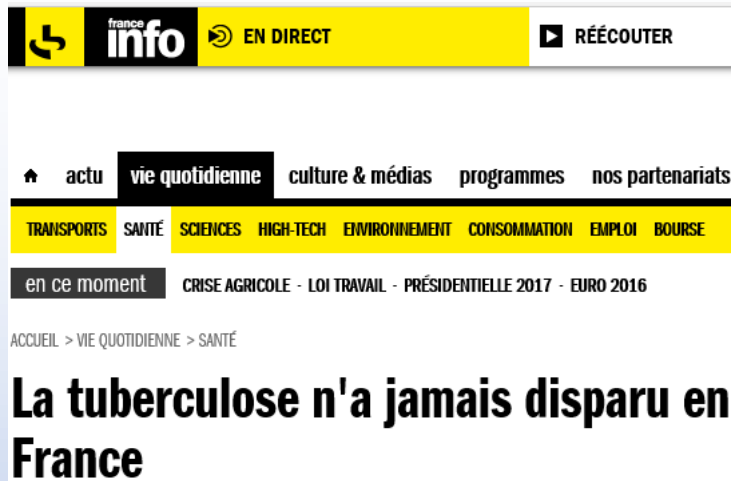 france info EN DIRECT RÉÉCOUTER
actu vie quotidienne culture & médias programmes nos partenariats
TRANSPORTS SANTÉ SCIENCES HIGH-TECH ENVIRONNEMENT CONSOMMATION EMPLOI BOURSE
en ce moment CRISE AGRICOLE - LOI TRAVAIL - PRÉSIDENTIELLE 2017 - EURO 2016
ACCUEIL > VIE QUOTIDIENNE > SANTÉ
La tuberculose n'a jamais disparu en
France